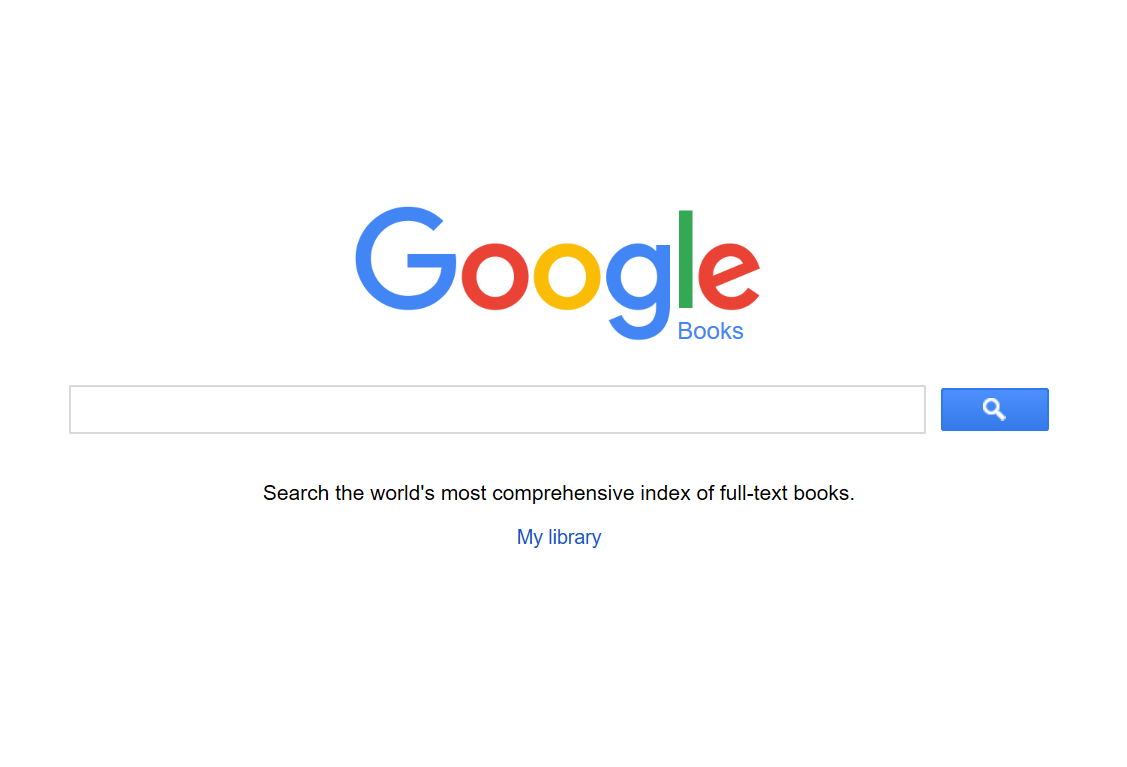 Google
Books
Search the world's most comprehensive index of full-text books.
My library